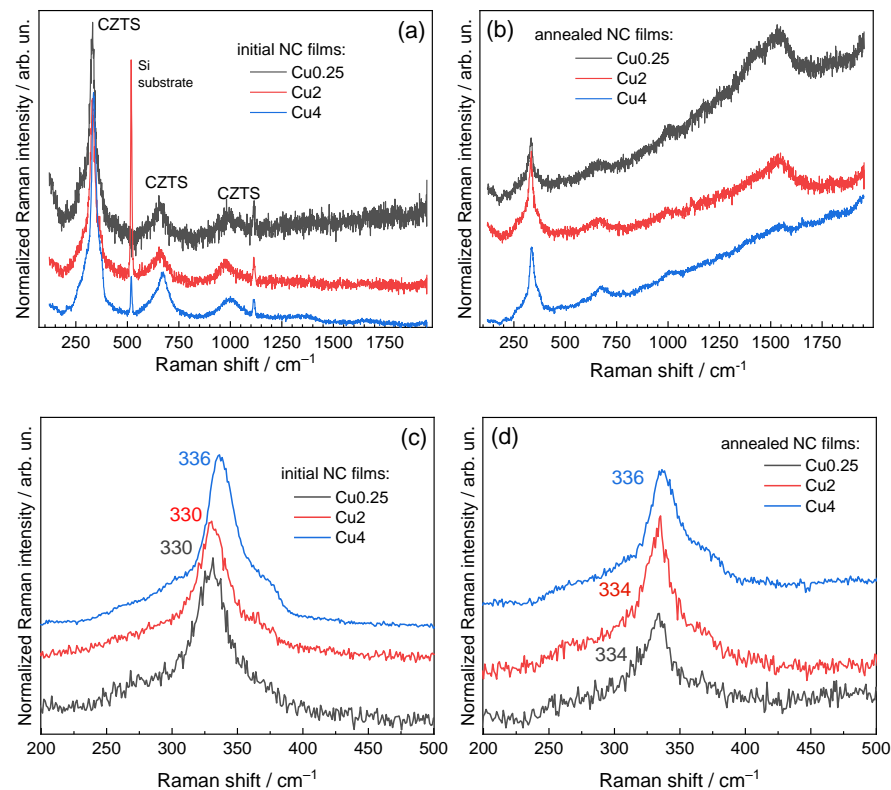 (a)
CZTS
initial NC films:
Cu0.25
Cu2
Cu4
Si
substrate
CZTS
CZTS
Normalized Raman intensity / arb. un.
250 500 750 1000 1250 1500 1750
Raman shift / cm⁻¹
(b)
annealed NC films:
Cu0.25
Cu2
Cu4
Normalized Raman intensity / arb. un.
250 500 750 1000 1250 1500 1750
Raman shift / cm⁻¹
(c)
336
initial NC films:
Cu0.25
Cu2
Cu4
330
330
Normalized Raman intensity / arb. un.
200 250 300 350 400 450 500
Raman shift / cm⁻¹
(d)
annealed NC films:
Cu0.25
Cu2
Cu4
336
334
334
Normalized Raman intensity / arb. un.
200 250 300 350 400 450 500
Raman shift / cm⁻¹